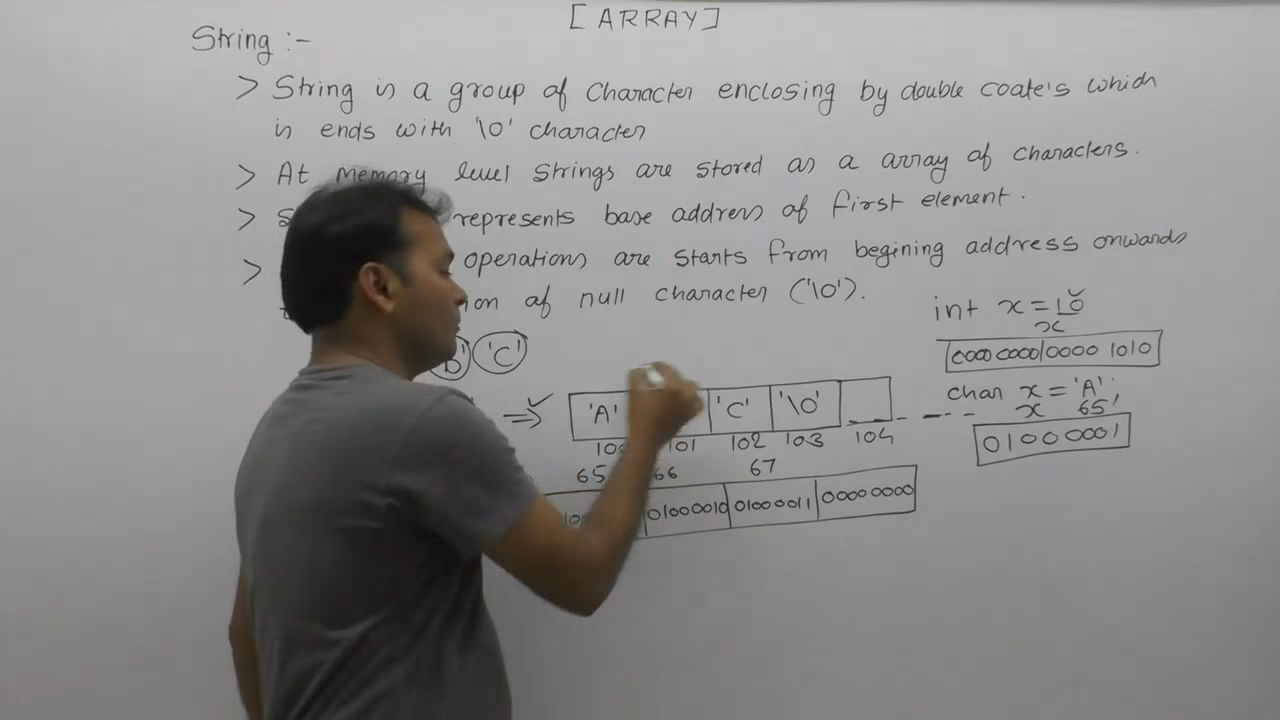 [ARRAY]
String :-
> String is a group of character enclosing by double coate's which
is ends with '\0' character
> At memory level strings are stored as a array of characters.
> represents base address of first element.
> operations are starts from begining address onwards
of null character ('\0').
int x = 10
x
00000000 0000 1010
char x = 'A';
x 65
01000001
'C'
=> 'A' 'C' '\0'
101 102 103 104
65 66 67
01000010 01000011 00000000